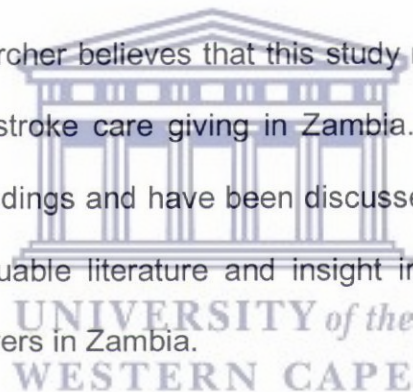 rcher believes that this study
stroke care giving in Zambia.
dings and have been discusse
uable literature and insight in
UNIVERSITY of the
ers in Zambia.
WESTERN CAPE